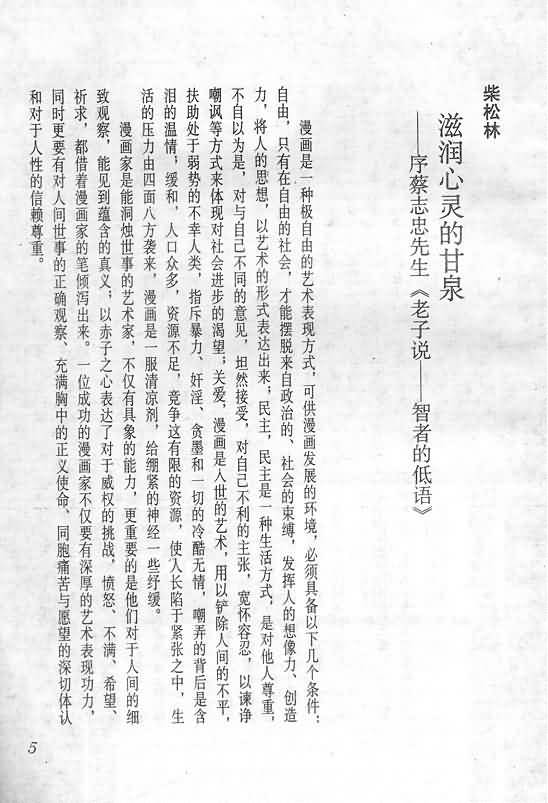 柴松林
滋润心灵的甘泉
——序蔡志忠先生《老子说——智者的低语》
漫画是一种极自由的艺术表现方式，可供漫画发展的环境，必须具备以下几个条件：
自由，只有在自由的社会，才能摆脱来自政治的、社会的束缚，发挥人的想像力、创造
力，将人的思想，以艺术的形式表达出来；民主，民主是一种生活方式，是对他人尊重，
不自以为是，对与自己不同的意见，坦然接受，对自己不利的主张，宽怀容忍，以谏诤
嘲讽等方式来体现对社会进步的渴望；关爱，漫画是人世的艺术，用以铲除人间的不平，
扶助处于弱势的不幸人类，指斥暴力、奸淫、贪墨和一切的冷酷无情，嘲弄的背后是含
泪的温情；缓和，人口众多，资源不足，竞争这有限的资源，使人长陷于紧张之中，生
活的压力由四面八方袭来，漫画是一服清凉剂，给绷紧的神经一些纾缓。
漫画家是能洞烛世事的艺术家，不仅有具象的能力，更重要的是他们对于人间的细
致观察，能见到蕴含的真义；以赤子之心表达了对于威权的挑战，愤怒、不满、希望、
祈求，都借着漫画家的笔倾泻出来。一位成功的漫画家不仅要有深厚的艺术表现功力，
同时更要有对人间世事的正确观察、充满胸中的正义使命、同胞痛苦与愿望的深切体认
和对于人性的信赖尊重。
5